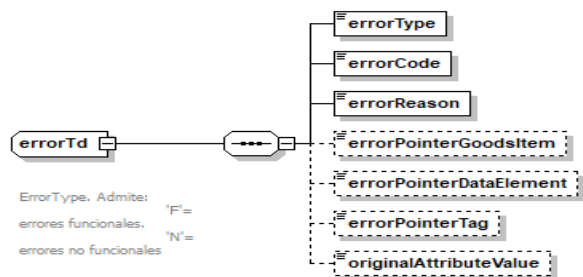 errorType
errorCode
errorReason
errorTd
errorPointerGoodsItem
errorPointerDataElement
errorPointerTag
originalAttributeValue
ErrorType. Admite:
"F"=
errores funcionales.
"N"=
errores no funcionales